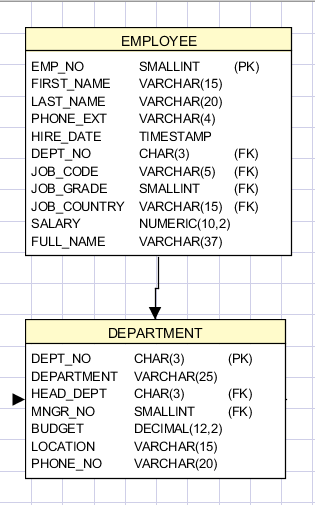 EMPLOYEE
EMP_NO SMALLINT (PK)
FIRST_NAME VARCHAR(15)
LAST_NAME VARCHAR(20)
PHONE_EXT VARCHAR(4)
HIRE_DATE TIMESTAMP
DEPT_NO CHAR(3) (FK)
JOB_CODE VARCHAR(5) (FK)
JOB_GRADE SMALLINT (FK)
JOB_COUNTRY VARCHAR(15) (FK)
SALARY NUMERIC(10,2)
FULL_NAME VARCHAR(37)
DEPARTMENT
DEPT_NO CHAR(3) (PK)
DEPARTMENT VARCHAR(25)
HEAD_DEPT CHAR(3) (FK)
MNGR_NO SMALLINT (FK)
BUDGET DECIMAL(12,2)
LOCATION VARCHAR(15)
PHONE_NO VARCHAR(20)